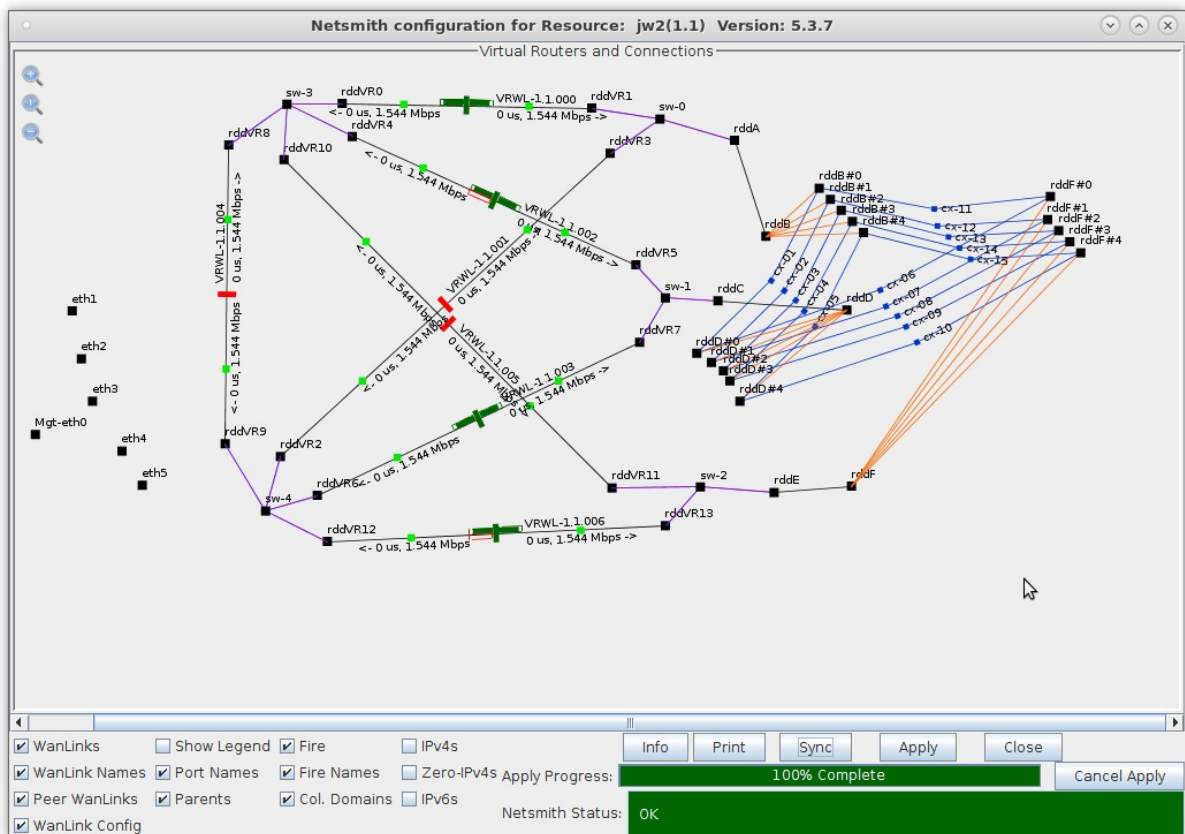 Netsmith configuration for Resource: jw2(1.1) Version: 5.3.7
Virtual Routers and Connections
sw-3
rddVR0
VRWL-1.1.000
rddVR1
sw-0
<- 0 us, 1.544 Mbps
0 us, 1.544 Mbps ->
rddVR4
rddA
rddVR8
rddVR3
rddVR10
<- 0 us, 1.544 Mbps
VRWL-1.1.002
0 us, 1.544 Mbps ->
rddB#0
rddB#1
rddB#2
rddB#3
rddB#4
rddF#0
rddF#1
rddF#2
rddF#3
rddF#4
rddB
cx-11
cx-12
cx-13
cx-14
cx-15
VRWL-1.1.004
0 us, 1.544 Mbps ->
<- 0 us, 1.544 Mbps
VRWL-1.1.001
0 us, 1.544 Mbps ->
<- 0 us, 1.544 Mbps
<- 0 us, 1.544 Mbps
VRWL-1.1.005
0 us, 1.544 Mbps ->
rddVR5
sw-1
rddC
cx-01
cx-02
cx-03
cx-04
cx-05
cx-06
cx-07
cx-08
cx-09
cx-10
rddD
rddVR7
rddD#0
rddD#1
rddD#2
rddD#3
rddD#4
eth1
eth2
eth3
Mgt-eth0
eth4
eth5
VRWL-1.1.003
0 us, 1.544 Mbps ->
<- 0 us, 1.544 Mbps
rddVR9
rddVR2
rddVR6
sw-4
rddVR11
sw-2
rddE
rddF
rddVR12
VRWL-1.1.006
rddVR13
<- 0 us, 1.544 Mbps
0 us, 1.544 Mbps ->
WanLinks
Show Legend
Fire
IPv4s
Info
Print
Sync
Apply
Close
WanLink Names
Port Names
Fire Names
Zero-IPv4s
Apply Progress:
100% Complete
Cancel Apply
Peer WanLinks
Parents
Col. Domains
IPv6s
Netsmith Status:
OK
WanLink Config